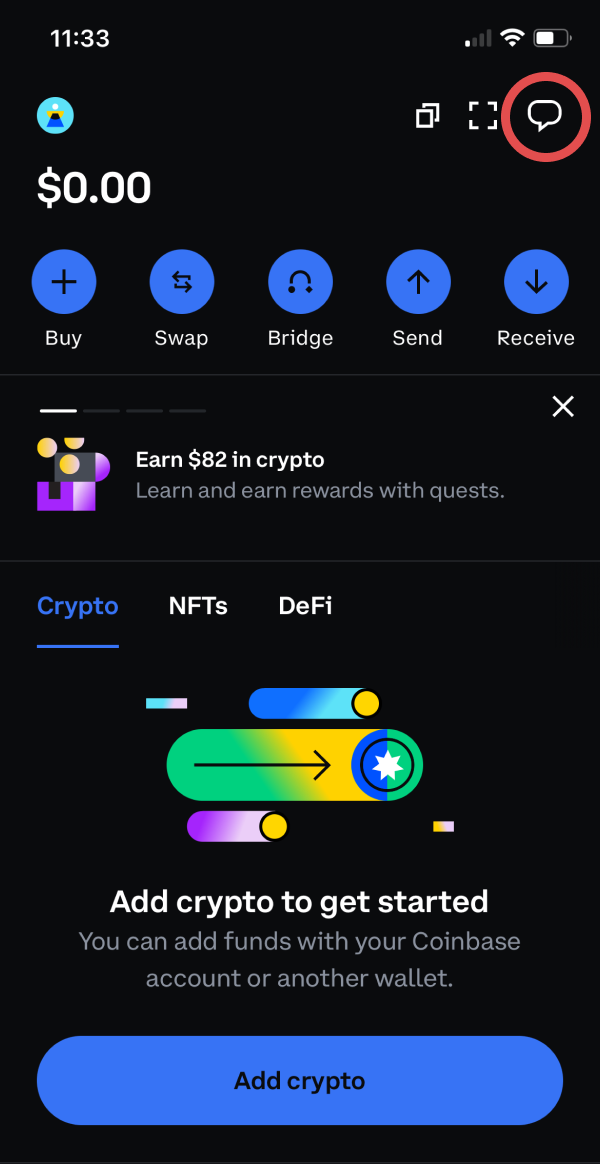 11:33
$0.00
Buy
Swap
Bridge
Send
Receive
Earn $82 in crypto
Learn and earn rewards with quests.
Crypto
NFTs
DeFi
Add crypto to get started
You can add funds with your Coinbase
account or another wallet.
Add crypto